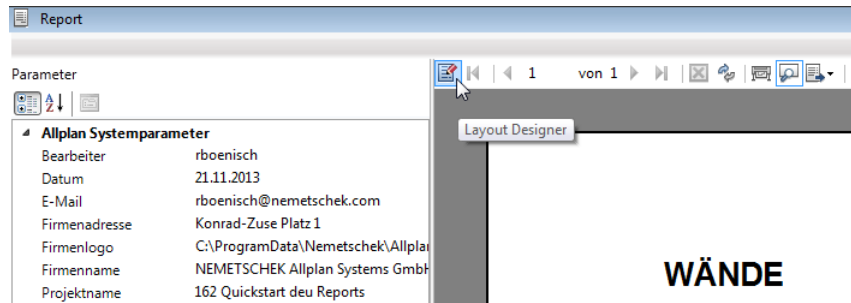 Report
Parameter
1 von 1
Layout Designer
Allplan Systemparameter
Bearbeiter rboenisch
Datum 21.11.2013
E-Mail rboenisch@nemetschek.com
Firmenadresse Konrad-Zuse Platz 1
Firmenlogo C:\ProgramData\Nemetschek\Allplan
Firmenname NEMETSCHEK Allplan Systems GmbH
Projektname 162 Quickstart deu Reports
WÄNDE